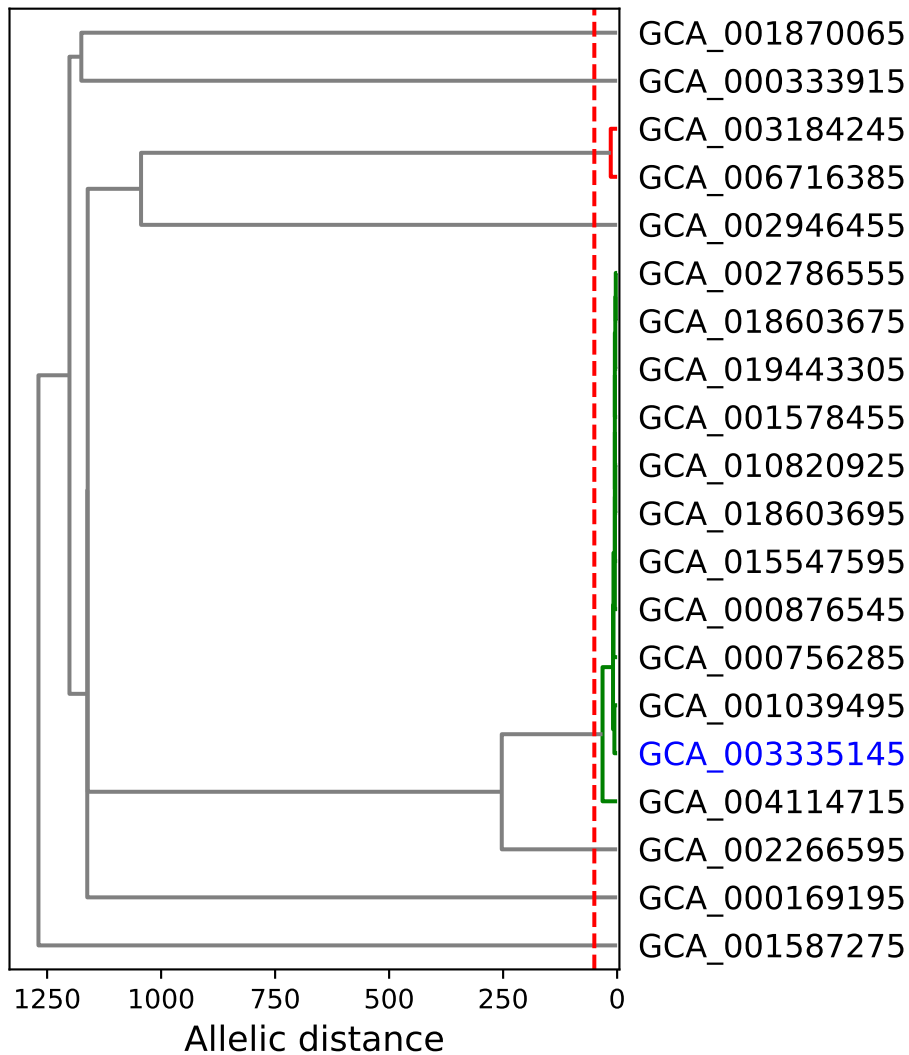 GCA_001870065
GCA_000333915
GCA_003184245
GCA_006716385
GCA_002946455
GCA_002786555
GCA_018603675
GCA_019443305
GCA_001578455
GCA_010820925
GCA_018603695
GCA_015547595
GCA_000876545
GCA_000756285
GCA_001039495
GCA_003335145
GCA_004114715
GCA_002266595
GCA_000169195
GCA_001587275
1250 1000 750 500 250 0
Allelic distance